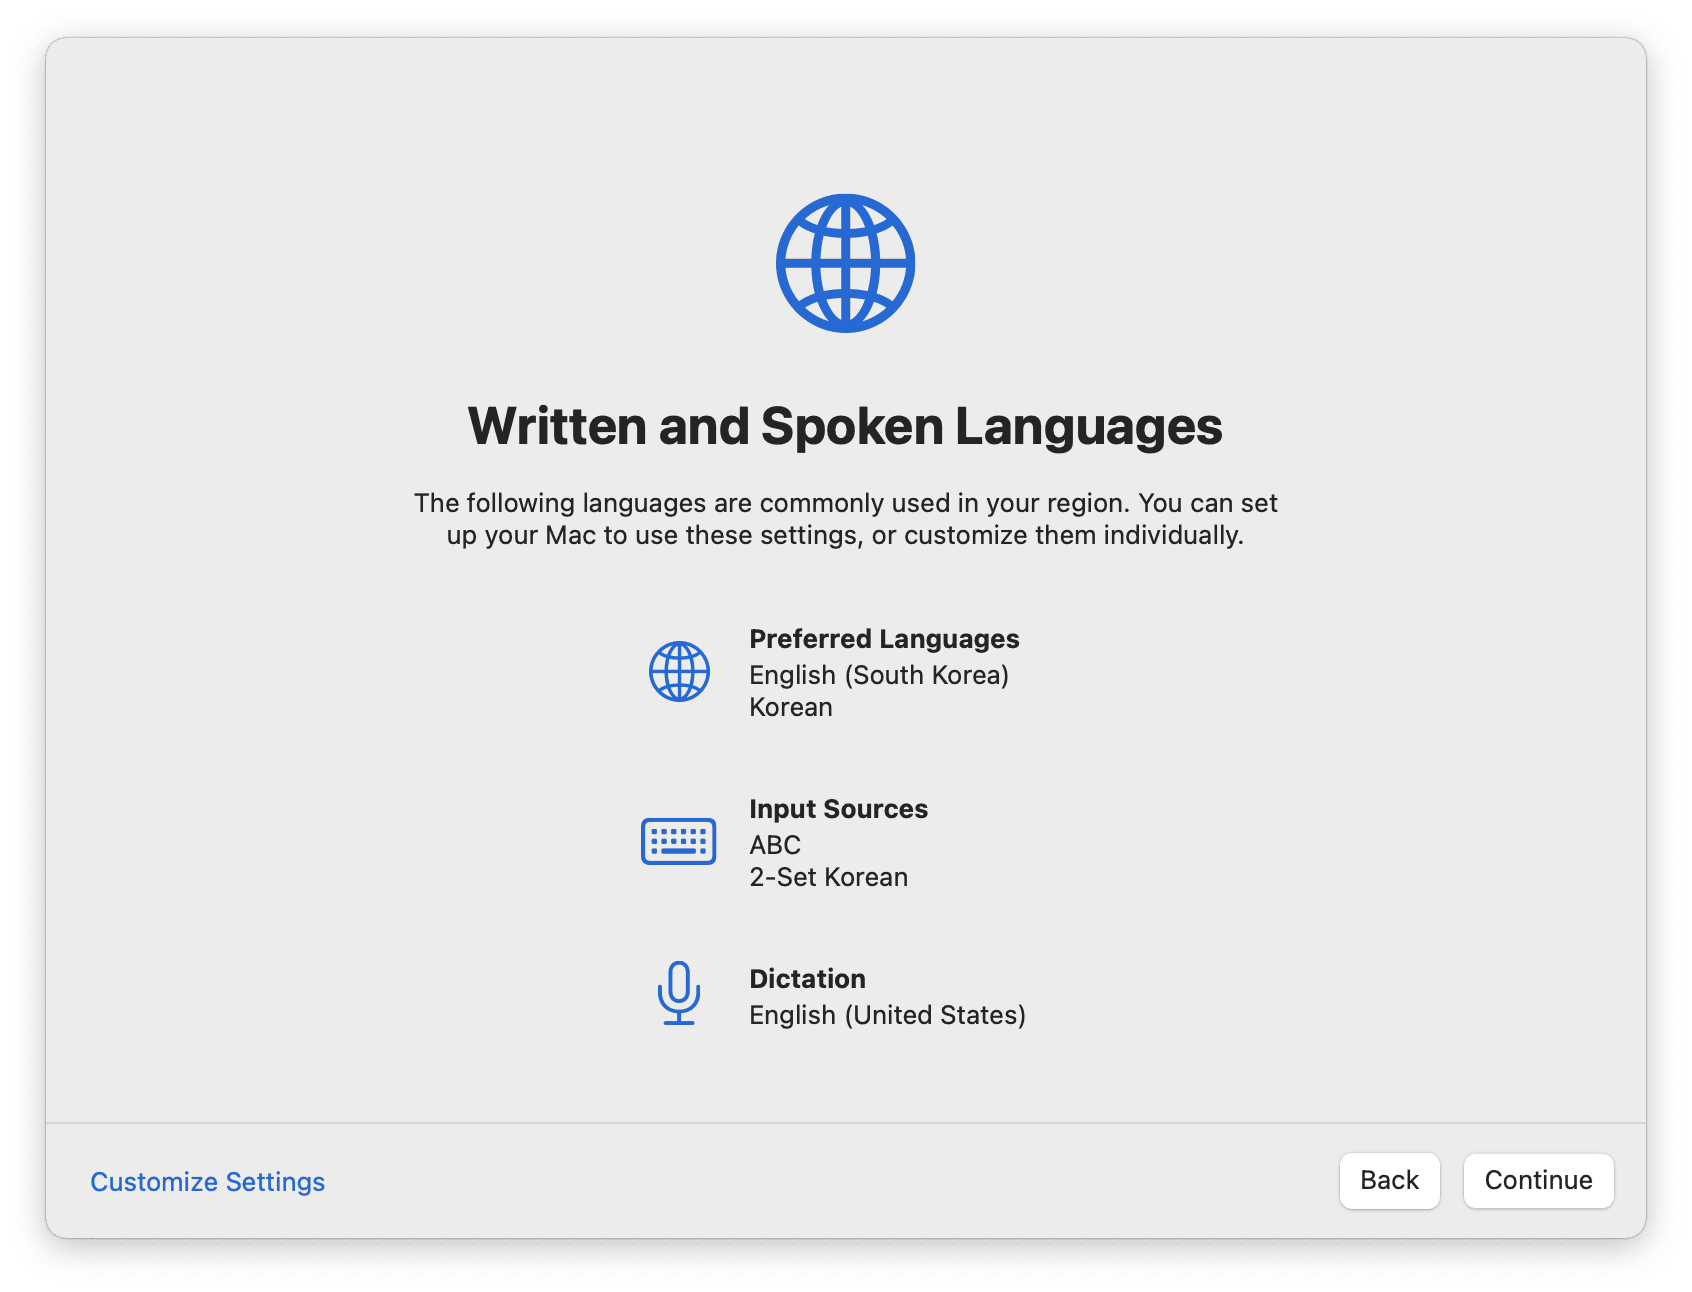 Written and Spoken Languages
The following languages are commonly used in your region. You can set
up your Mac to use these settings, or customize them individually.
Preferred Languages
English (South Korea)
Korean
Input Sources
ABC
2-Set Korean
Dictation
English (United States)
Customize Settings
Back
Continue